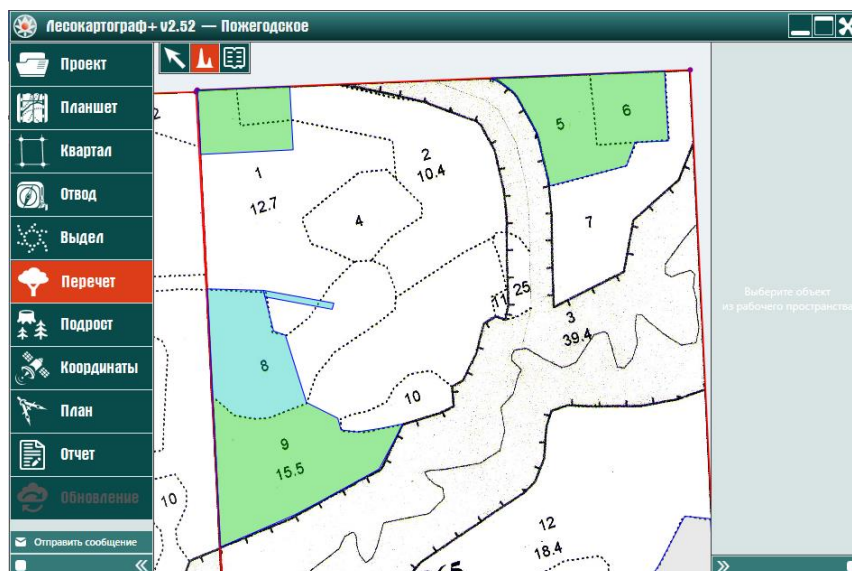 Лесокартограф+ v2.52 — Пожегодское
Проект
Планшет
Квартал
Отвод
Выдел
Перечет
Подрост
Координаты
План
Отчет
Обновление
Отправить сообщение
2
5
6
1
12.7
2
10.4
4
7
11
25
3
39.4
8
10
9
15.5
10
12
18.4
Выберите объект
из рабочего пространства